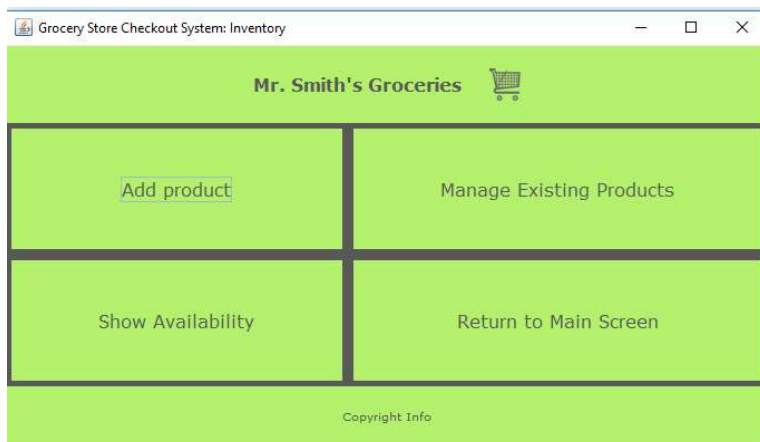 Grocery Store Checkout System: Inventory
Mr. Smith's Groceries
Add product
Manage Existing Products
Show Availability
Return to Main Screen
Copyright Info